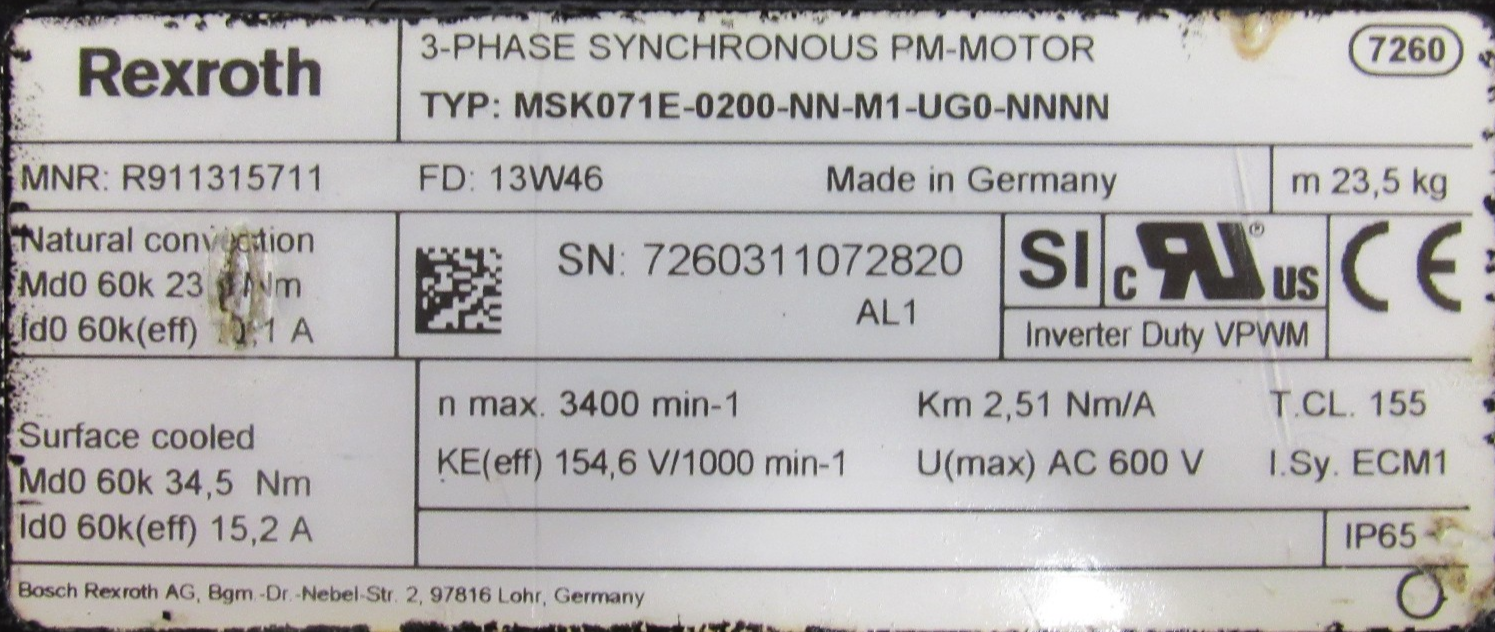 Rexroth
3-PHASE SYNCHRONOUS PM-MOTOR
7260
TYP: MSK071E-0200-NN-M1-UG0-NNNN
MNR: R911315711
FD: 13W46
Made in Germany
m 23,5 kg
Natural convection
Md0 60k 23 Nm
Id0 60k(eff)
A
SN: 7260311072820
AL1
SI
c
US
CE
Inverter Duty VPWM
Surface cooled
Md0 60k 34,5 Nm
Id0 60k(eff) 15,2 A
n max. 3400 min-1
Km 2,51 Nm/A
T.CL. 155
KE(eff) 154,6 V/1000 min-1
U(max) AC 600 V
I.Sy. ECM1
IP65
Bosch Rexroth AG, Bgm.-Dr.-Nebel-Str. 2, 97816 Lohr, Germany